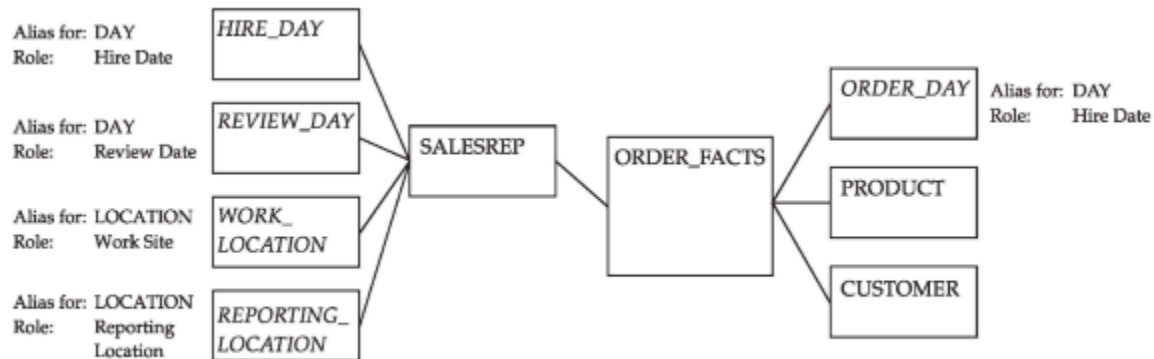 Alias for: DAY
Role: Hire Date
HIRE_DAY
Alias for: DAY
Role: Review Date
REVIEW_DAY
Alias for: LOCATION
Role: Work Site
WORK_
LOCATION
Alias for: LOCATION
Role: Reporting
Location
REPORTING_
LOCATION
SALESREP
ORDER_FACTS
ORDER_DAY
Alias for: DAY
Role: Hire Date
PRODUCT
CUSTOMER